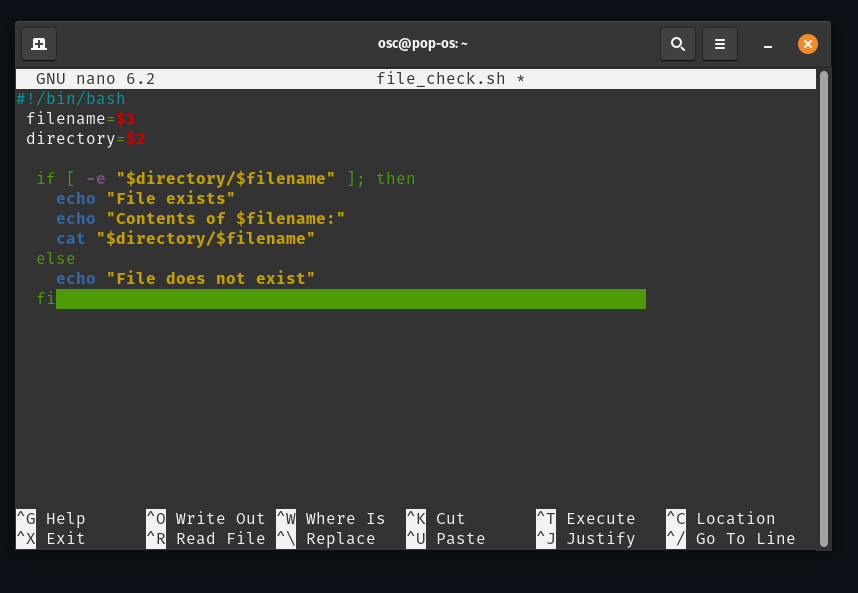 osc@pop-os: ~
GNU nano 6.2 file_check.sh *
#!/bin/bash
filename=$1
directory=$2
if [ -e "$directory/$filename" ]; then
echo "File exists"
echo "Contents of $filename:"
cat "$directory/$filename"
else
echo "File does not exist"
fi
^G Help ^O Write Out ^W Where Is ^K Cut ^T Execute ^C Location
^X Exit ^R Read File ^\ Replace ^U Paste ^J Justify ^/ Go To Line